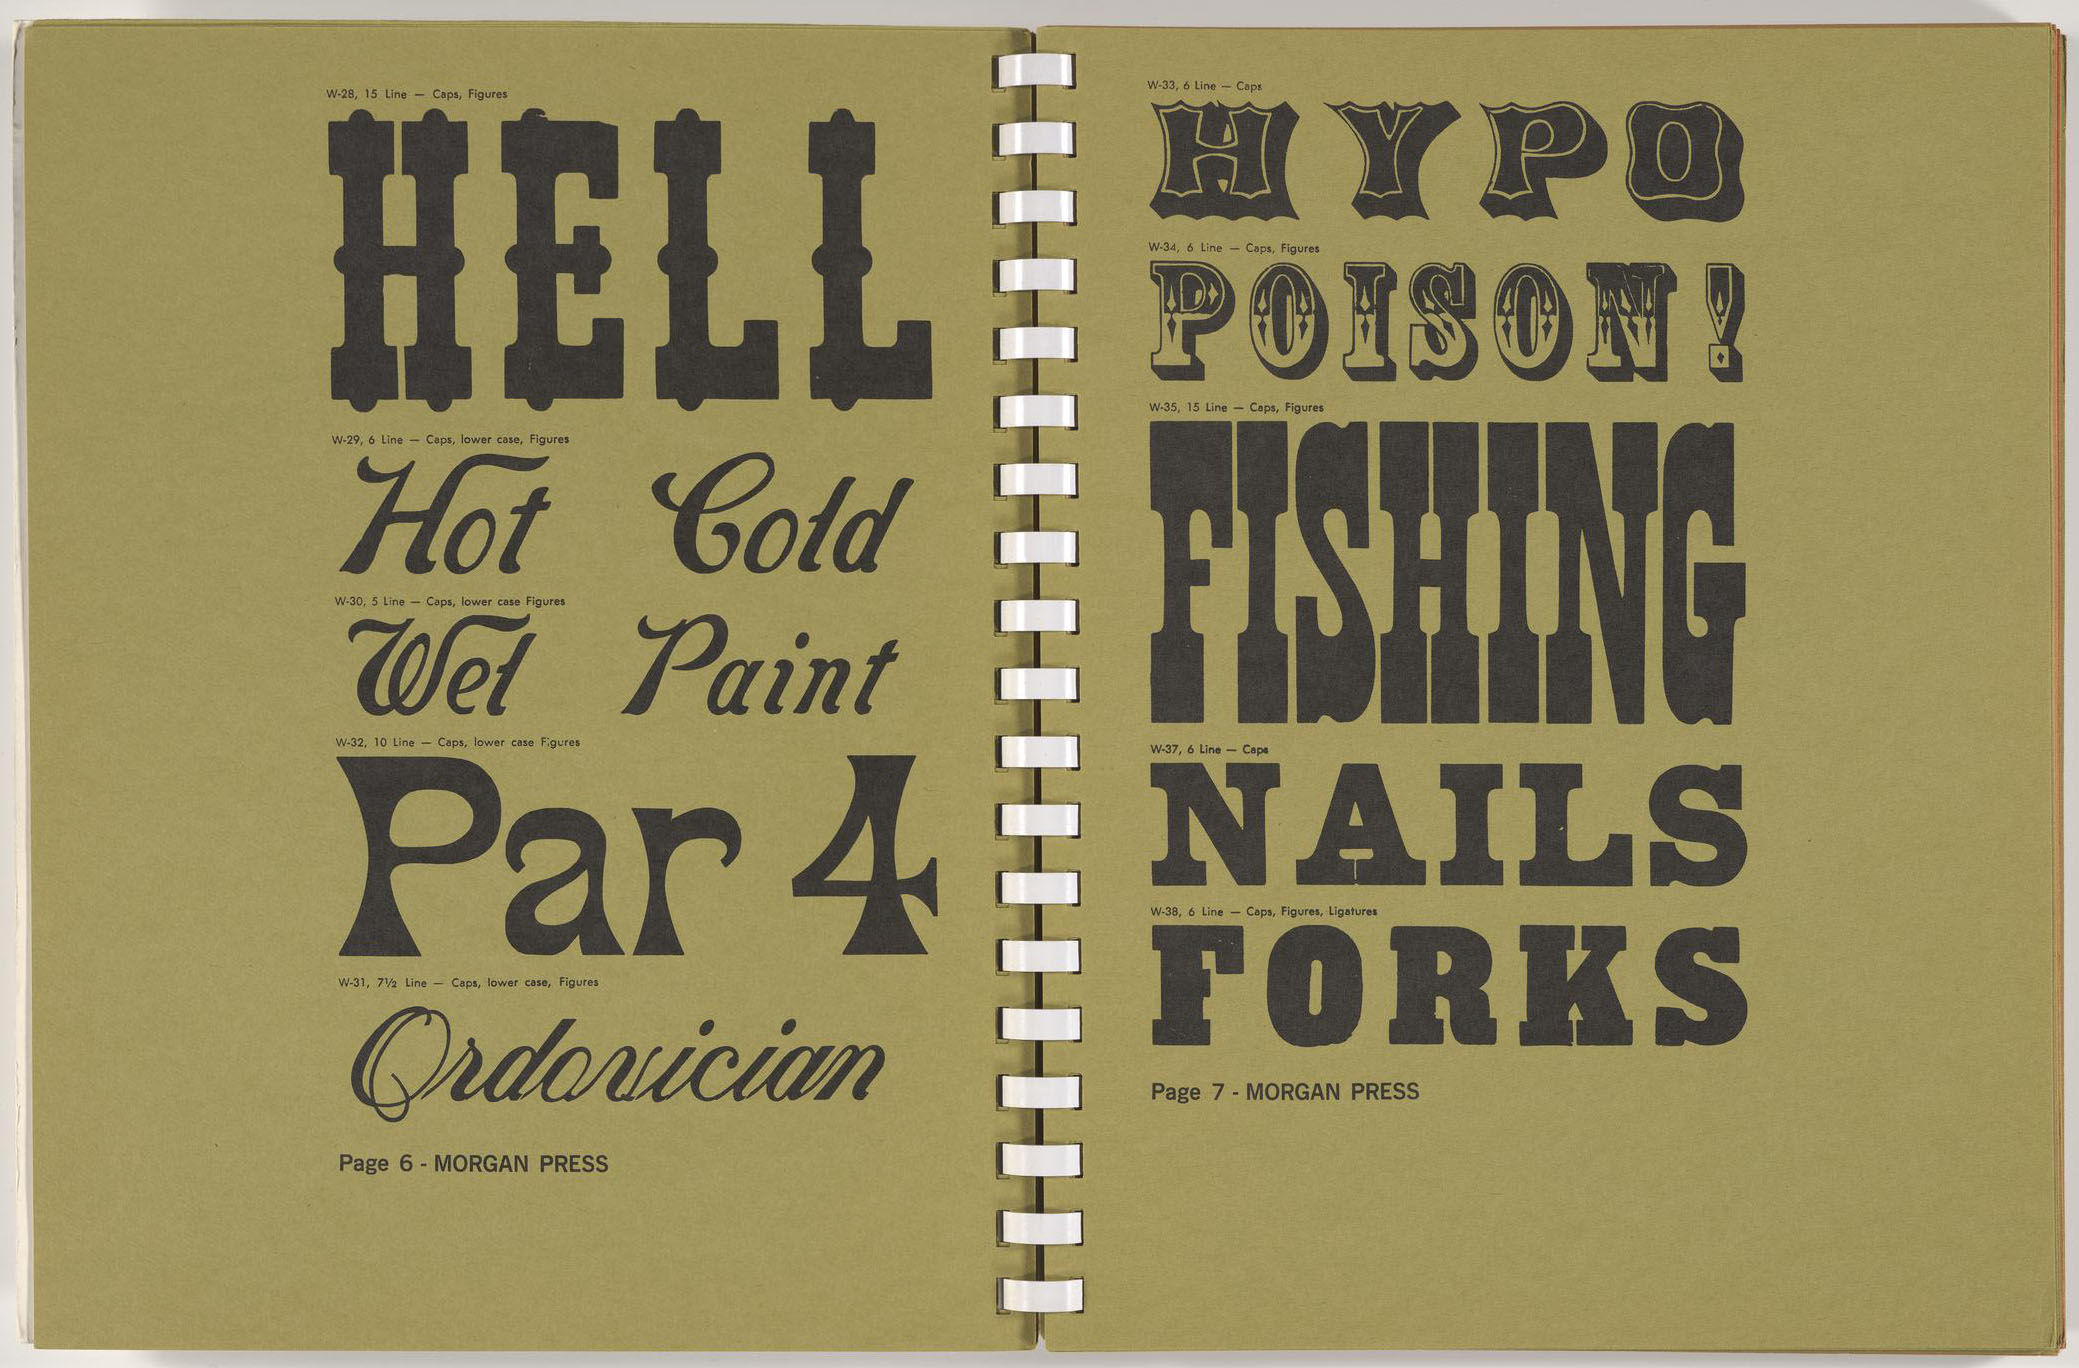 W-28, 15 Line — Caps, Figures
HELL
W-29, 6 Line — Caps, lower case, Figures
Hot Cold
W-30, 5 Line — Caps, lower case Figures
Wet Paint
W-32, 10 Line — Caps, lower case Figures
Par 4
W-31, 7½ Line — Caps, lower case, Figures
Ordovician
Page 6 - MORGAN PRESS
W-33, 6 Line — Caps
HYPO
W-34, 6 Line — Caps, Figures
POISON!
W-35, 15 Line — Caps, Figures
FISHING
W-37, 6 Line — Caps
NAILS
W-38, 6 Line — Caps, Figures, Ligatures
FORKS
Page 7 - MORGAN PRESS